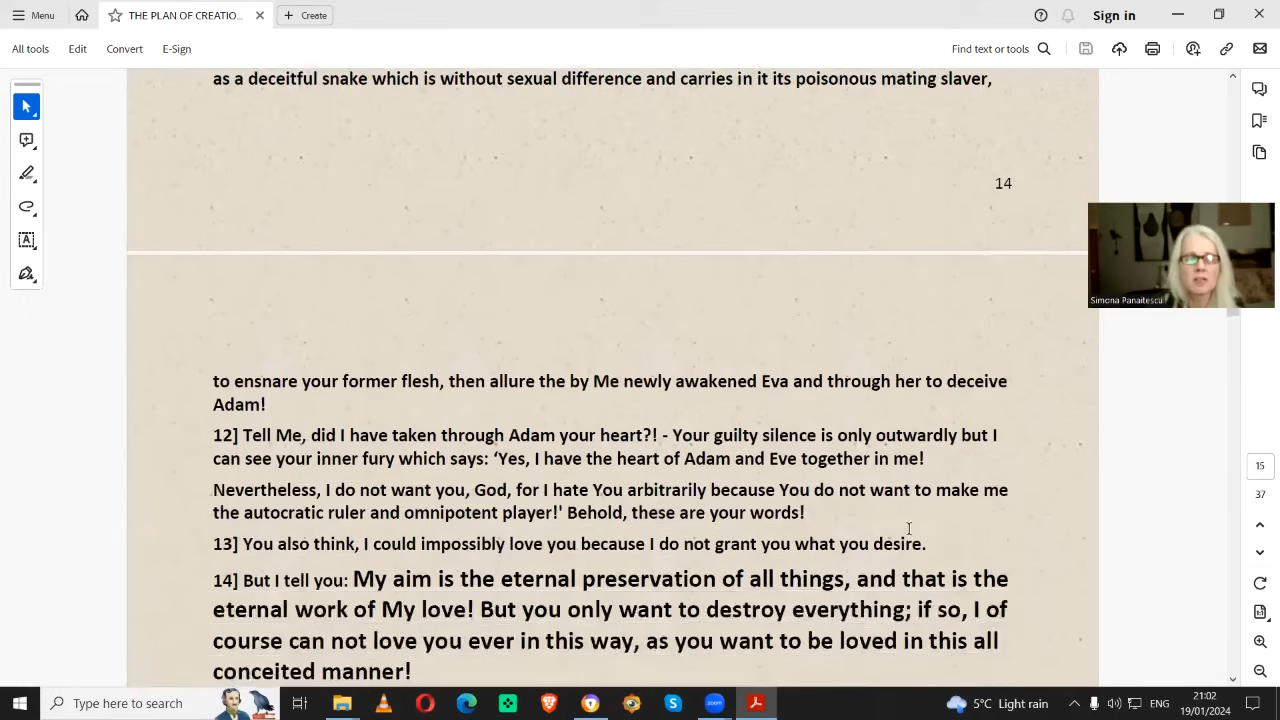 Menu
THE PLAN OF CREATIO...
Create
Sign in
All tools
Edit
Convert
E-Sign
Find text or tools
as a deceitful snake which is without sexual difference and carries in it its poisonous mating slaver,
14
Simona Panaitescu
to ensnare your former flesh, then allure the by Me newly awakened Eva and through her to deceive
Adam!
12] Tell Me, did I have taken through Adam your heart?! - Your guilty silence is only outwardly but I
can see your inner fury which says: ‘Yes, I have the heart of Adam and Eve together in me!
Nevertheless, I do not want you, God, for I hate You arbitrarily because You do not want to make me
the autocratic ruler and omnipotent player!' Behold, these are your words!
13] You also think, I could impossibly love you because I do not grant you what you desire.
14] But I tell you: My aim is the eternal preservation of all things, and that is the
eternal work of My love! But you only want to destroy everything; if so, I of
course can not love you ever in this way, as you want to be loved in this all
conceited manner!
15
37
Type here to search
zoom
5°C Light rain
ENG
21:02
19/01/2024